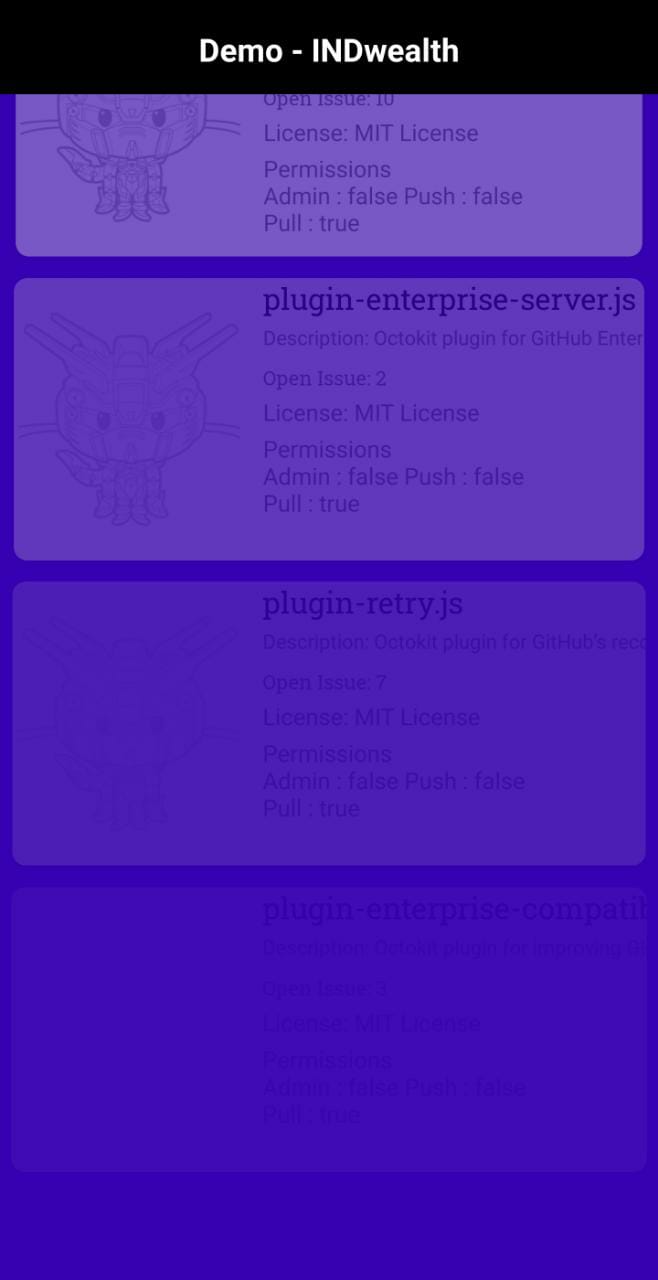 Demo - INDwealth
Open Issue: 10
License: MIT License
Permissions
Admin : false Push : false
Pull : true
plugin-enterprise-server.js
Description: Octokit plugin for GitHub Enter
Open Issue: 2
License: MIT License
Permissions
Admin : false Push : false
Pull : true
plugin-retry.js
Description: Octokit plugin for GitHub's reco
Open Issue: 7
License: MIT License
Permissions
Admin : false Push : false
Pull : true
plugin-enterprise-compatib
Description: Octokit plugin for improving
Open Issue: 3
License: MIT License
Permissions
Admin : false Push : false
Pull : true